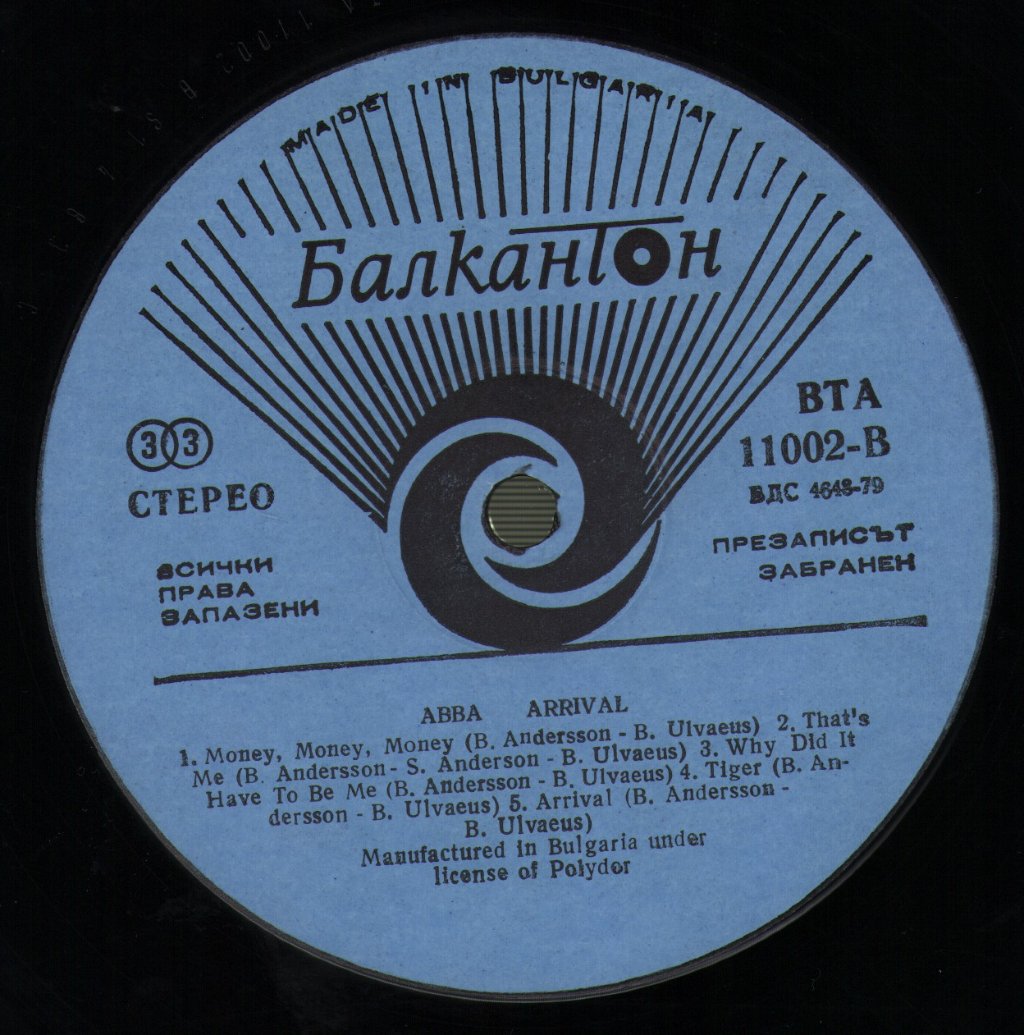 MADE IN BULGARIA
Балкантон
33
СТЕРЕО
ВТА
11002-В
ВДС 4648-79
ВСИЧКИ
ПРАВА
ЗАПАЗЕНИ
ПРЕЗАПИСЪТ
ЗАБРАНЕН
ABBA ARRIVAL
1. Money, Money, Money (B. Andersson - B. Ulvaeus) 2. That's
Me (B. Andersson - S. Anderson - B. Ulvaeus) 3. Why Did It
Have To Be Me (B. Andersson - B. Ulvaeus) 4. Tiger (B. An-
dersson - B. Ulvaeus) 5. Arrival (B. Andersson -
B. Ulvaeus)
Manufactured in Bulgaria under
license of Polydor